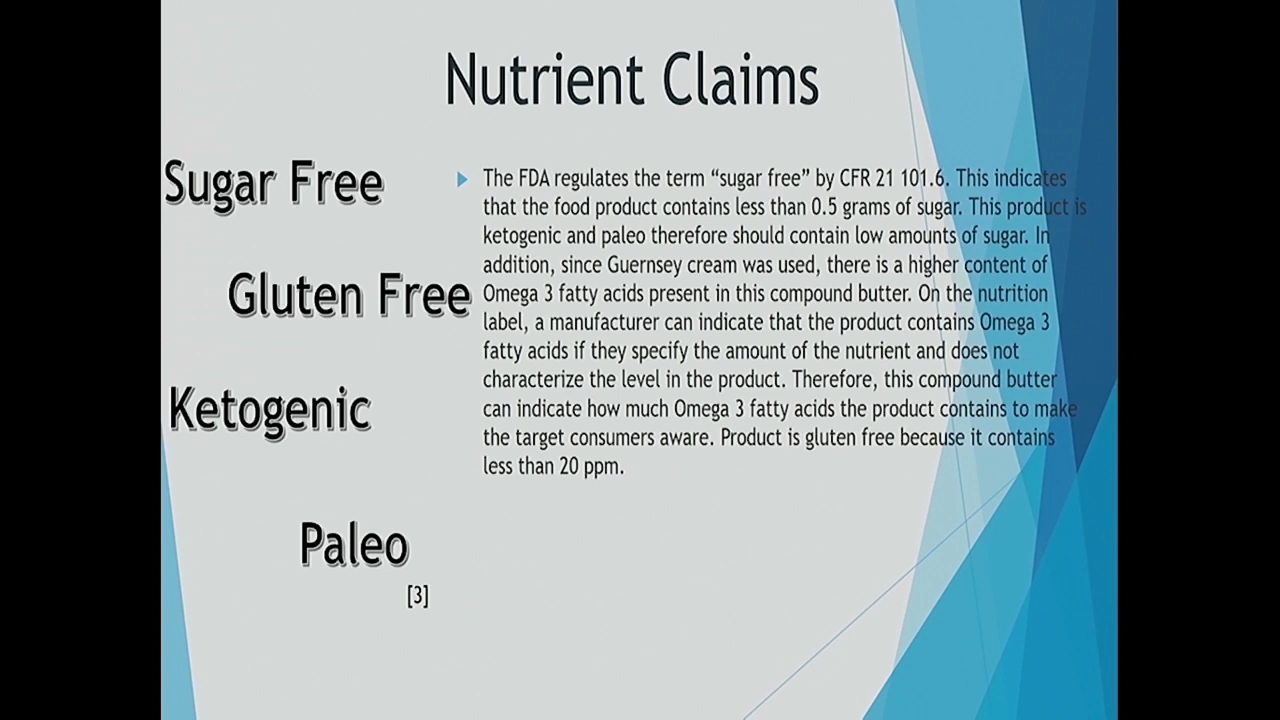 Nutrient Claims
Sugar Free
Gluten Free
Ketogenic
Paleo
[3]
The FDA regulates the term “sugar free” by CFR 21 101.6. This indicates
that the food product contains less than 0.5 grams of sugar. This product is
ketogenic and paleo therefore should contain low amounts of sugar. In
addition, since Guernsey cream was used, there is a higher content of
Omega 3 fatty acids present in this compound butter. On the nutrition
label, a manufacturer can indicate that the product contains Omega 3
fatty acids if they specify the amount of the nutrient and does not
characterize the level in the product. Therefore, this compound butter
can indicate how much Omega 3 fatty acids the product contains to make
the target consumers aware. Product is gluten free because it contains
less than 20 ppm.